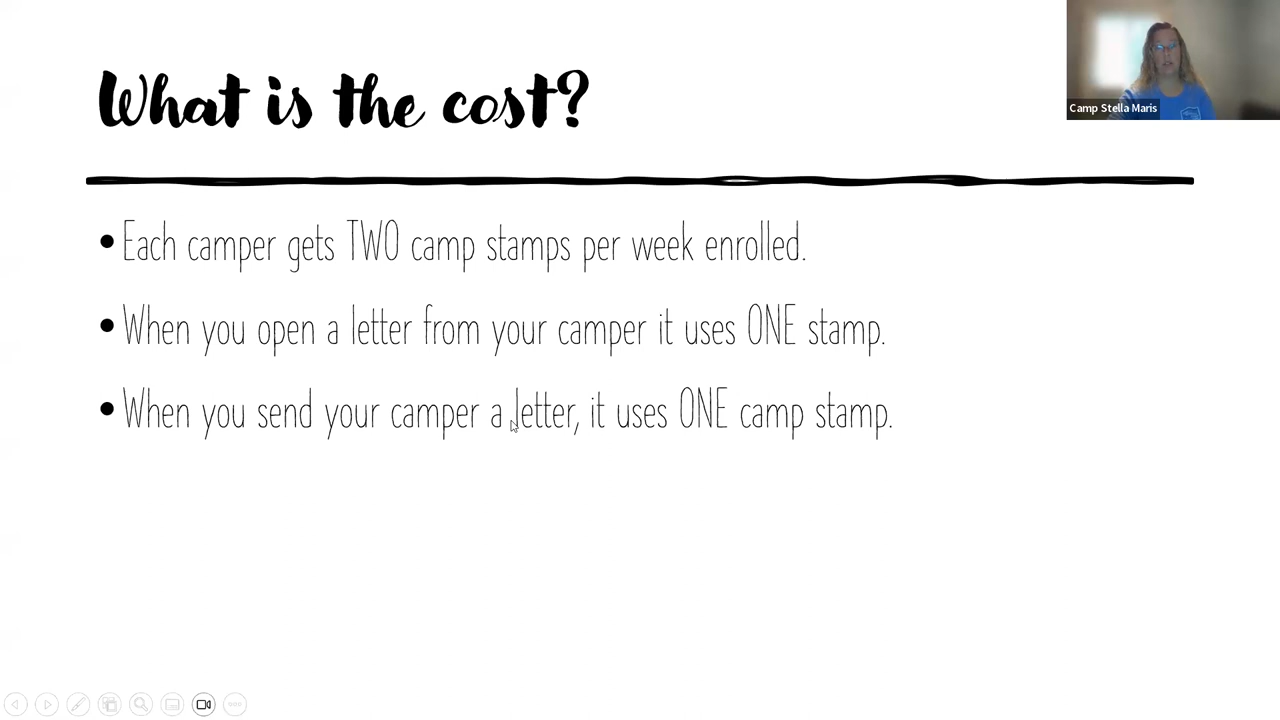 What is the cost?
Camp Stella Maris
• Each camper gets TWO camp stamps per week enrolled.
• When you open a letter from your camper it uses ONE stamp.
• When you send your camper a letter, it uses ONE camp stamp.